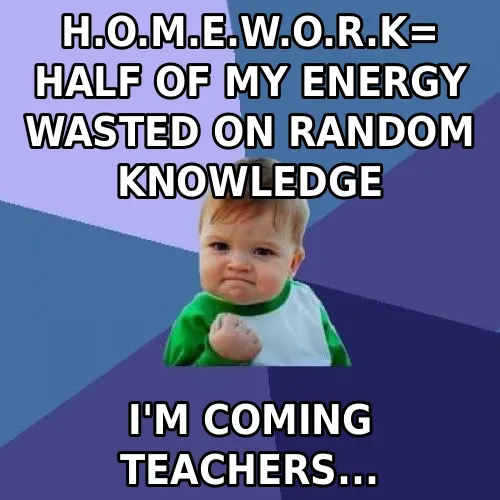 H.O.M.E.W.O.R.K=
HALF OF MY ENERGY
WASTED ON RANDOM
KNOWLEDGE
I'M COMING
TEACHERS...